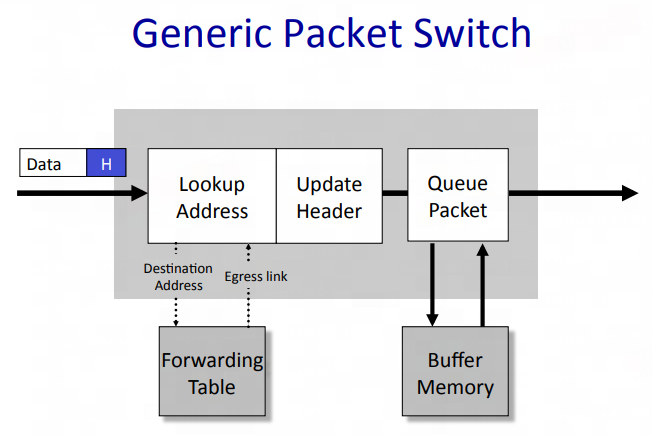 Generic Packet Switch
Data
H
Lookup
Address
Update
Header
Queue
Packet
Destination
Address
Egress link
Forwarding
Table
Buffer
Memory